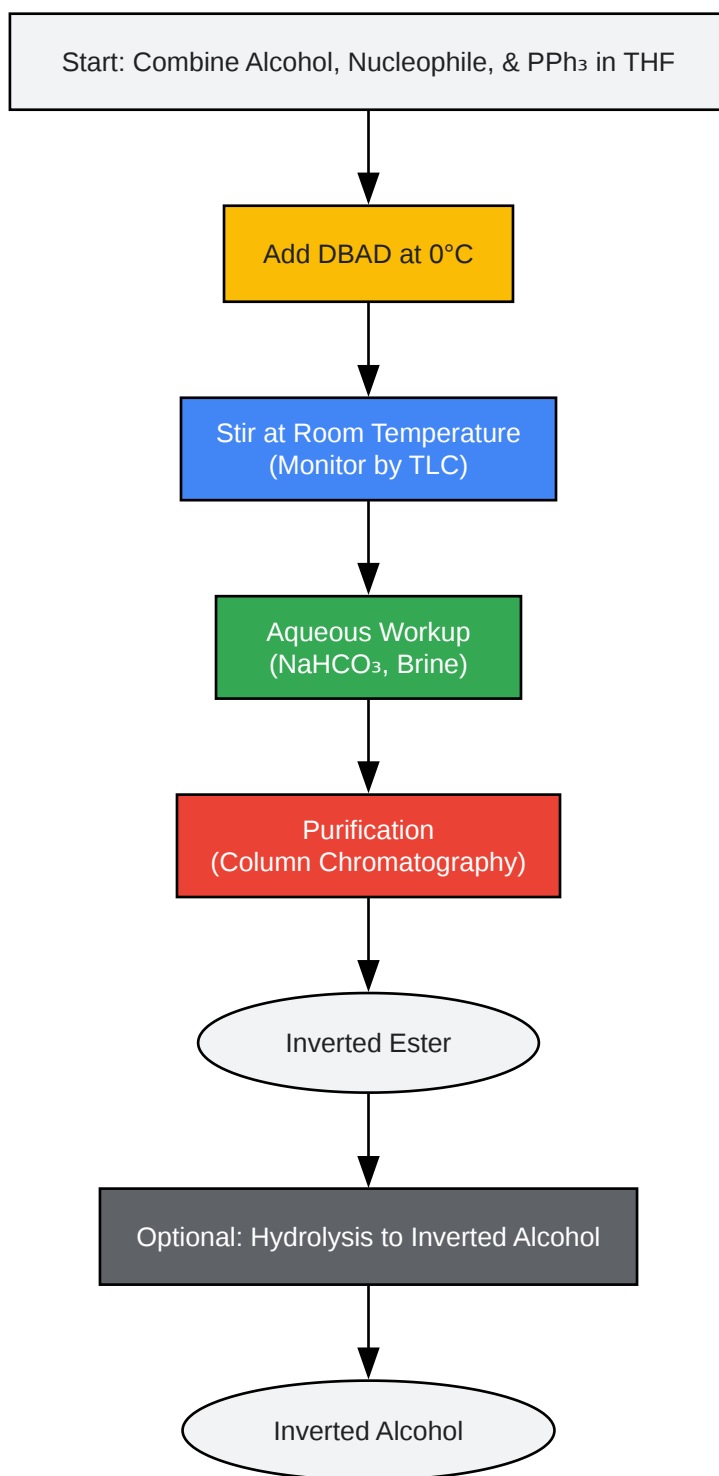 Start: Combine Alcohol, Nucleophile, & PPh₃ in THF
Add DBAD at 0°C
Stir at Room Temperature
(Monitor by TLC)
Aqueous Workup
(NaHCO₃, Brine)
Purification
(Column Chromatography)
Inverted Ester
Optional: Hydrolysis to Inverted Alcohol
Inverted Alcohol